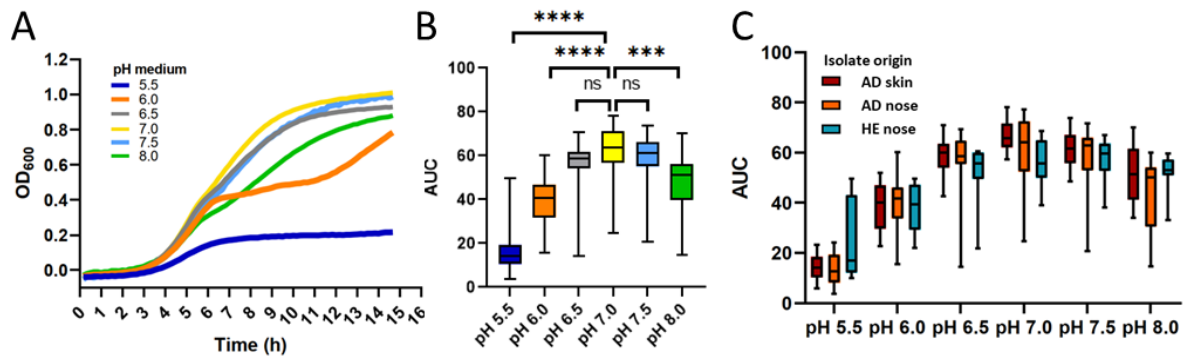 A
pH medium
5.5
6.0
6.5
7.0
7.5
8.0
OD600
1.2
1.0
0.8
0.6
0.4
0.2
0.0
0 1 2 3 4 5 6 7 8 9 10 11 12 13 14 15 16
Time (h)
B
****
**** ***
ns ns
AUC
100
80
60
40
20
0
pH 5.5 pH 6.0 pH 6.5 pH 7.0 pH 7.5 pH 8.0
C
Isolate origin
AD skin
AD nose
HE nose
AUC
100
80
60
40
20
0
pH 5.5 pH 6.0 pH 6.5 pH 7.0 pH 7.5 pH 8.0